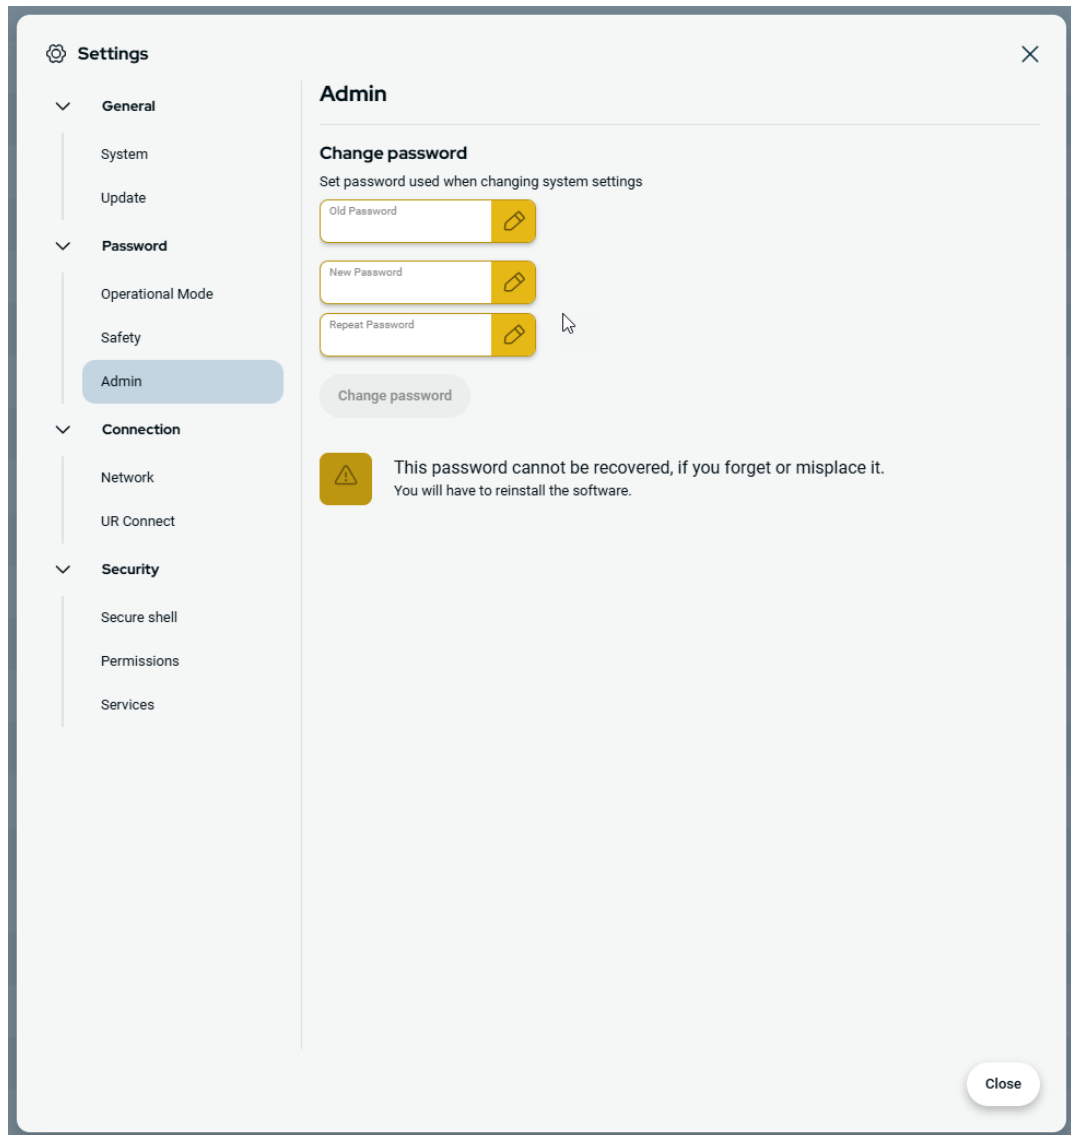 Settings
General
System
Update
Password
Operational Mode
Safety
Admin
Connection
Network
UR Connect
Security
Secure shell
Permissions
Services
Admin
Change password
Set password used when changing system settings
Old Password
New Password
Repeat Password
Change password
This password cannot be recovered, if you forget or misplace it.
You will have to reinstall the software.
Close